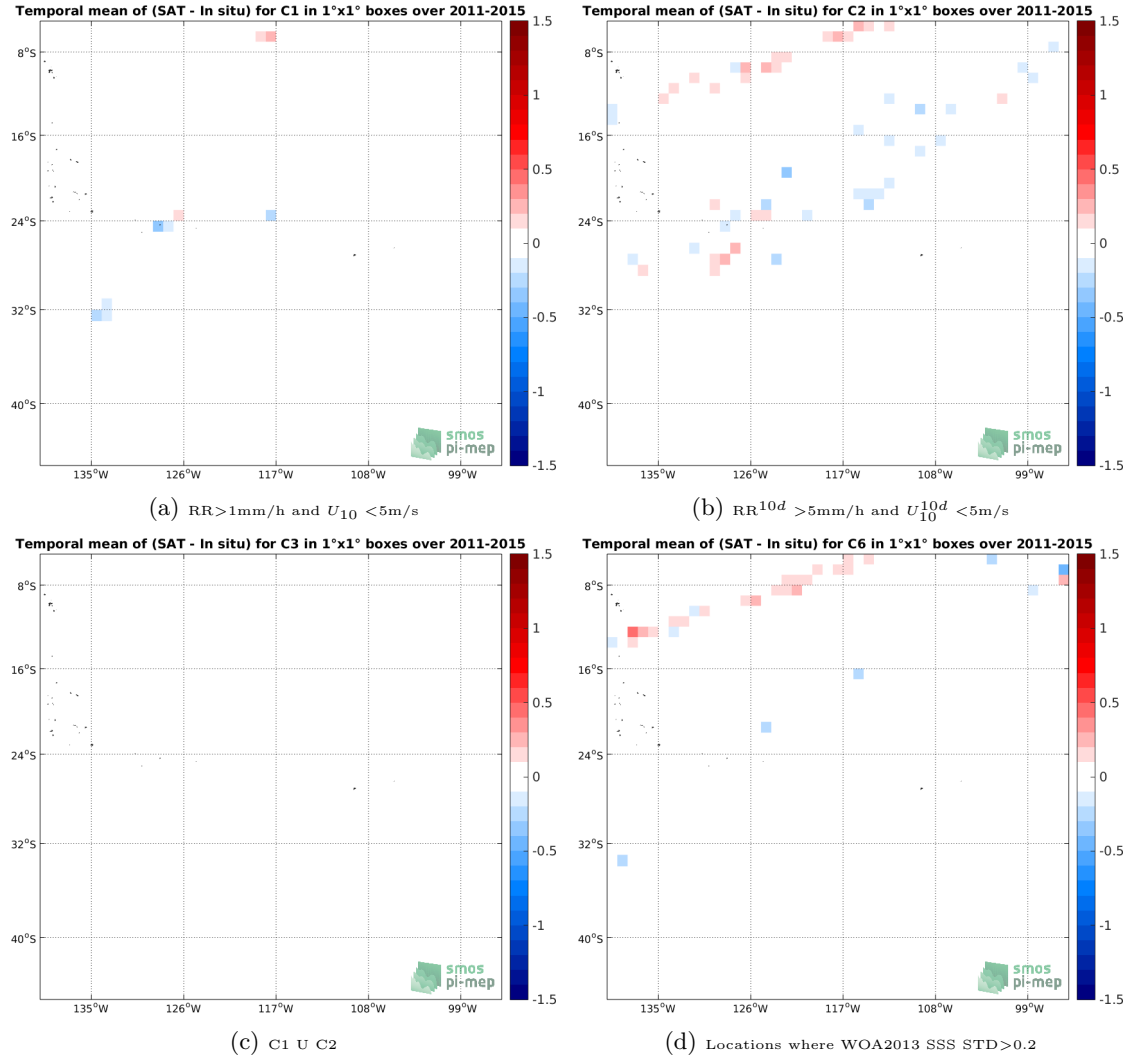 Temporal mean of (SAT - In situ) for C1 in 1°x1° boxes over 2011-2015
8°S
16°S
24°S
32°S
40°S
135°W
126°W
117°W
108°W
99°W
1.5
1
0.5
0
-0.5
-1
-1.5
smos
pi-mep
(a) RR>1mm/h and U10 <5m/s
Temporal mean of (SAT - In situ) for C2 in 1°x1° boxes over 2011-2015
8°S
16°S
24°S
32°S
40°S
135°W
126°W
117°W
108°W
99°W
1.5
1
0.5
0
-0.5
-1
-1.5
smos
pi-mep
(b) RR^10d >5mm/h and U10^10d <5m/s
Temporal mean of (SAT - In situ) for C3 in 1°x1° boxes over 2011-2015
8°S
16°S
24°S
32°S
40°S
135°W
126°W
117°W
108°W
99°W
1.5
1
0.5
0
-0.5
-1
-1.5
smos
pi-mep
(c) C1 U C2
Temporal mean of (SAT - In situ) for C6 in 1°x1° boxes over 2011-2015
8°S
16°S
24°S
32°S
40°S
135°W
126°W
117°W
108°W
99°W
1.5
1
0.5
0
-0.5
-1
-1.5
smos
pi-mep
(d) Locations where WOA2013 SSS STD>0.2